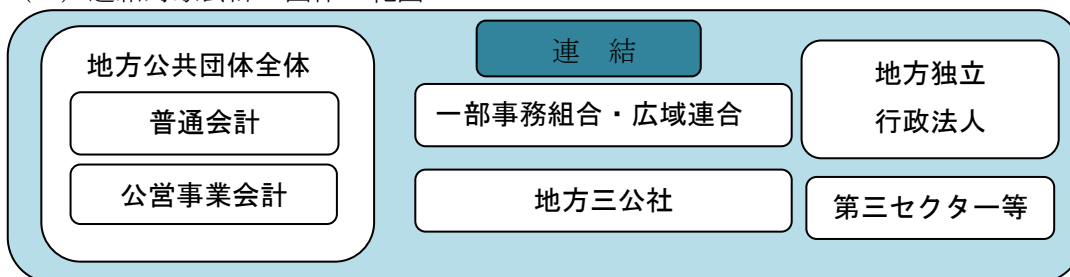 地方公共団体全体
普通会計
公営事業会計
連　結
一部事務組合・広域連合
地方三公社
地方独立
行政法人
第三セクター等